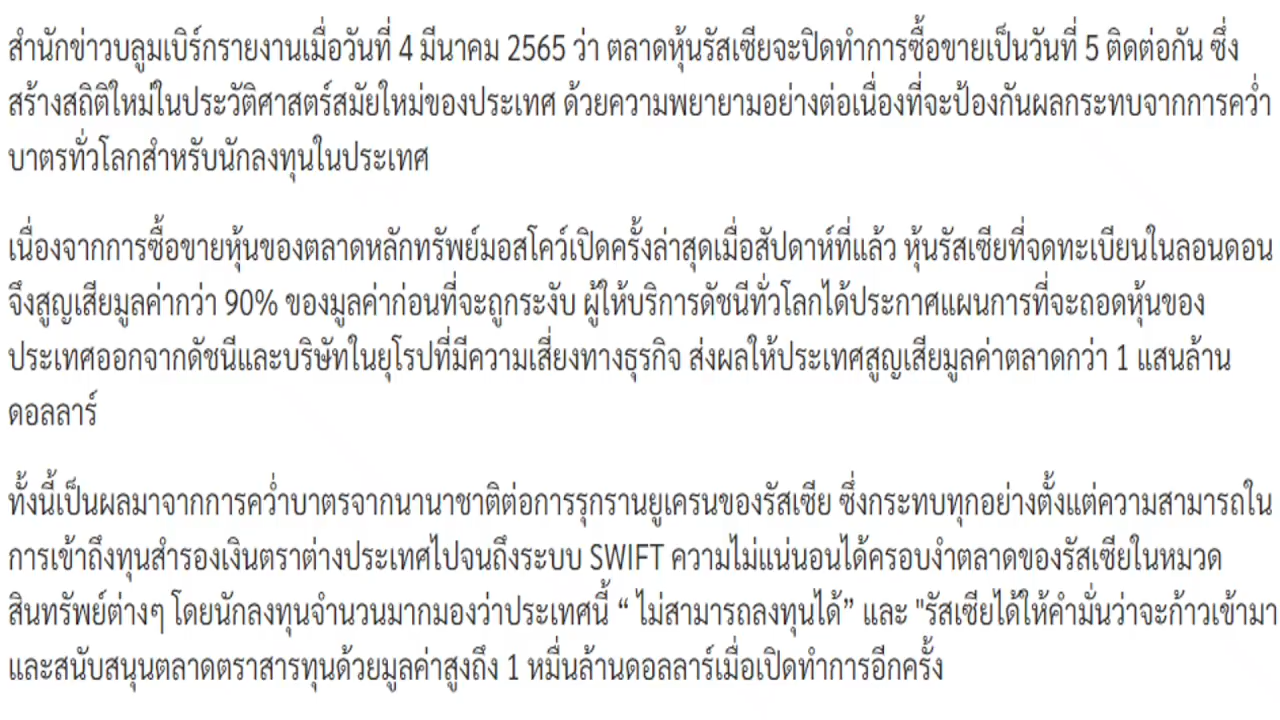 สำนักข่าวบลูมเบิร์กรายงานเมื่อวันที่ 4 มีนาคม 2565 ว่า ตลาดหุ้นรัสเซียจะปิดทำการซื้อขายเป็นวันที่ 5 ติดต่อกัน ซึ่ง
สร้างสถิติใหม่ในประวัติศาสตร์สมัยใหม่ของประเทศ ด้วยความพยายามอย่างต่อเนื่องที่จะป้องกันผลกระทบจากการคว่ำ
บาตรทั่วโลกสำหรับนักลงทุนในประเทศ
เนื่องจากการซื้อขายหุ้นของตลาดหลักทรัพย์มอสโคว์เปิดครั้งล่าสุดเมื่อสัปดาห์ที่แล้ว หุ้นรัสเซียที่จดทะเบียนในลอนดอน
จึงสูญเสียมูลค่ากว่า 90% ของมูลค่าก่อนที่จะถูกระงับ ผู้ให้บริการดัชนีทั่วโลกได้ประกาศแผนการที่จะถอดหุ้นของ
ประเทศออกจากดัชนีและบริษัทในยุโรปที่มีความเสี่ยงทางธุรกิจ ส่งผลให้ประเทศสูญเสียมูลค่าตลาดกว่า 1 แสนล้าน
ดอลลาร์
ทั้งนี้เป็นผลมาจากการคว่ำบาตรจากนานาชาติต่อการรุกรานยูเครนของรัสเซีย ซึ่งกระทบทุกอย่างตั้งแต่ความสามารถใน
การเข้าถึงทุนสำรองเงินตราต่างประเทศไปจนถึงระบบ SWIFT ความไม่แน่นอนได้ครอบงำตลาดของรัสเซียในหมวด
สินทรัพย์ต่างๆ โดยนักลงทุนจำนวนมากมองว่าประเทศนี้ “ ไม่สามารถลงทุนได้” และ "รัสเซียได้ให้คำมั่นว่าจะก้าวเข้ามา
และสนับสนุนตลาดตราสารทุนด้วยมูลค่าสูงถึง 1 หมื่นล้านดอลลาร์เมื่อเปิดทำการอีกครั้ง